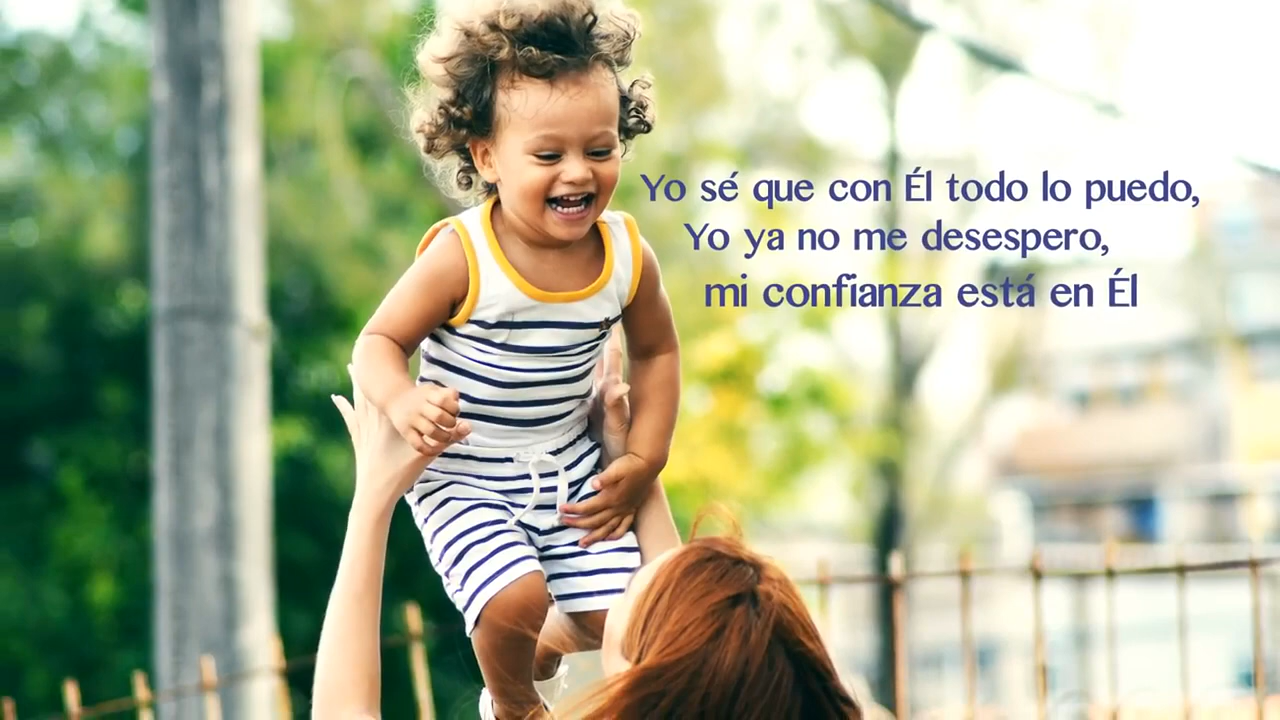 Yo sé que con Él todo lo puedo,
Yo ya no me desespero,
mi confianza está en Él